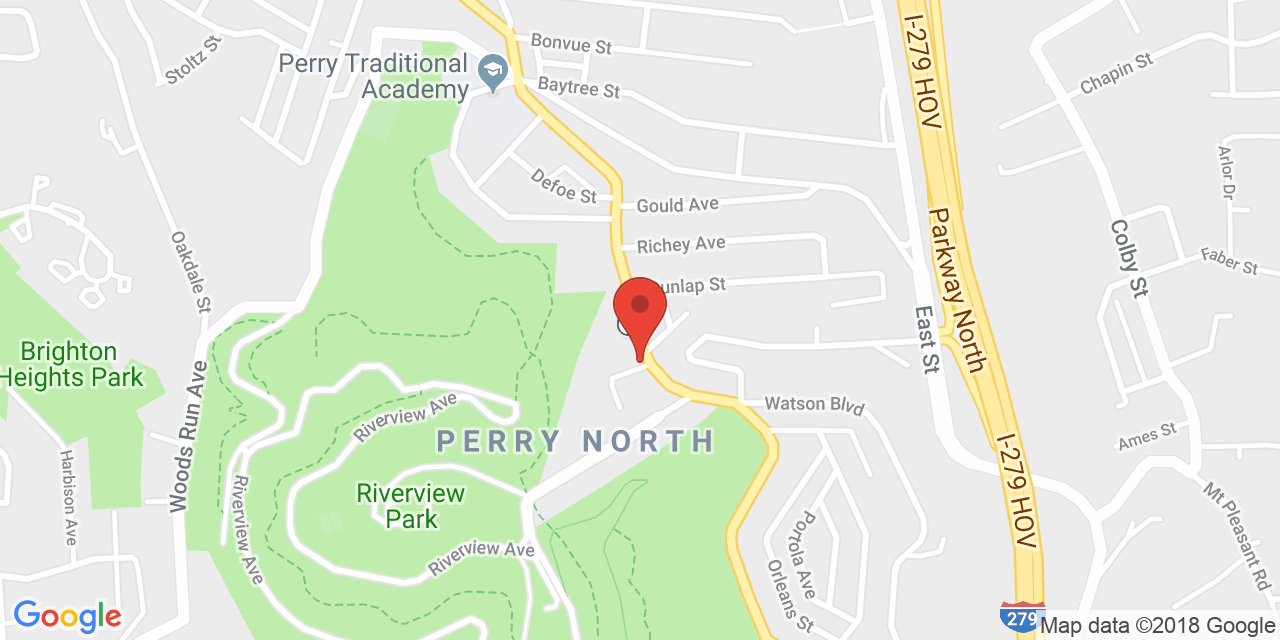 I-279 HOV
Bonvue St
Stoltz St
Perry Traditional
Academy
Baytree St
Chapin St
Arlor Dr
Defoe St
Gould Ave
Richey Ave
Parkway North
Colby St
Faber St
Oakdale St
unlap St
East St
Brighton
Heights Park
Woods Run Ave
Riverview Ave
Watson Blvd
PERRY NORTH
Ames St
I-279 HOV
Harbison Ave
Riverview
Park
Riverview Ave
Riverview Ave
Portola Ave
Orleans St
Mt Pleasant Rd
Google
279
Map data ©2018 Google